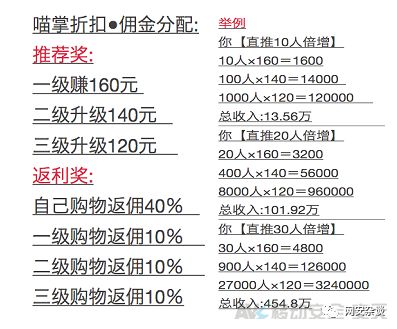 喵掌折扣●佣金分配:
推荐奖:
一级赚160元
二级升级140元
三级升级120元
返利奖:
自己购物返佣40%
一级购物返佣10%
二级购物返佣10%
三级购物返佣10%
举例
你【直推10人倍增】
10人×160＝1600
100人×140＝14000
1000人×120＝120000
总收入:13.56万
你【直推20人倍增】
20人×160＝3200
400人×140＝56000
8000人×120＝960000
总收入:101.92万
你【直推30人倍增】
30人×160＝4800
900人×140＝126000
27000人×120＝3240000
总收入:454.8万
网安杂谈